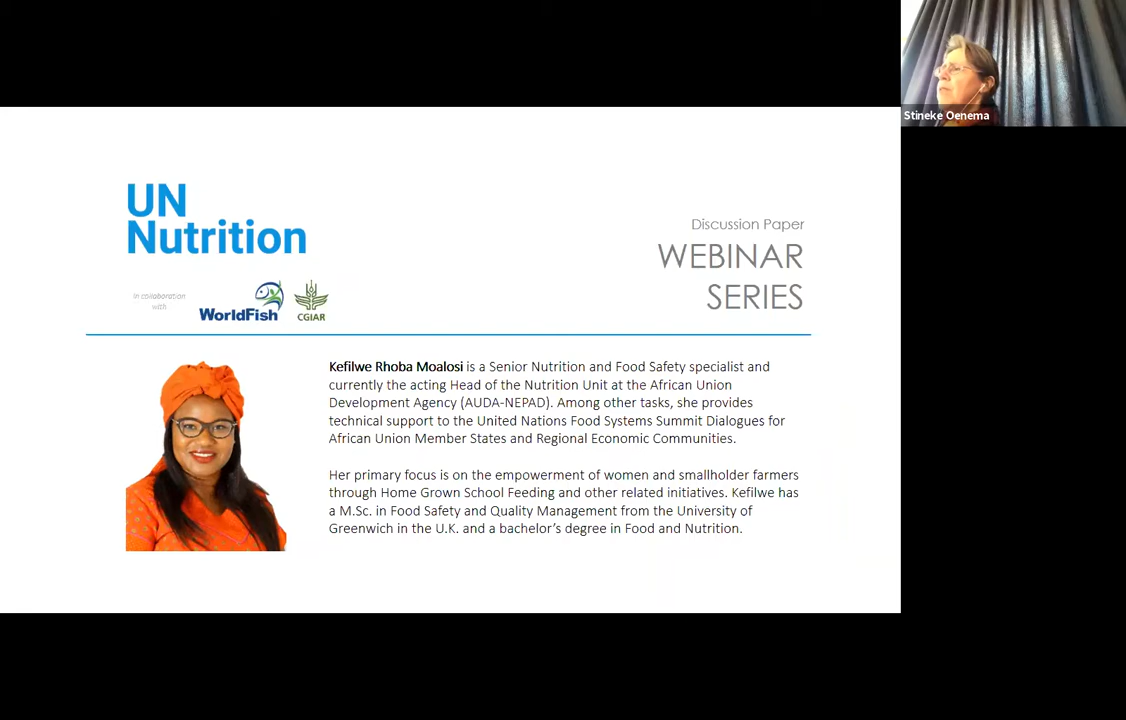 Stineke Oenema
UN
Nutrition
Discussion Paper
WEBINAR
SERIES
In collaboration
with
WorldFish
CGIAR
Kefilwe Rhoba Moalosi is a Senior Nutrition and Food Safety specialist and
currently the acting Head of the Nutrition Unit at the African Union
Development Agency (AUDA-NEPAD). Among other tasks, she provides
technical support to the United Nations Food Systems Summit Dialogues for
African Union Member States and Regional Economic Communities.
Her primary focus is on the empowerment of women and smallholder farmers
through Home Grown School Feeding and other related initiatives. Kefilwe has
a M.Sc. in Food Safety and Quality Management from the University of
Greenwich in the U.K. and a bachelor’s degree in Food and Nutrition.